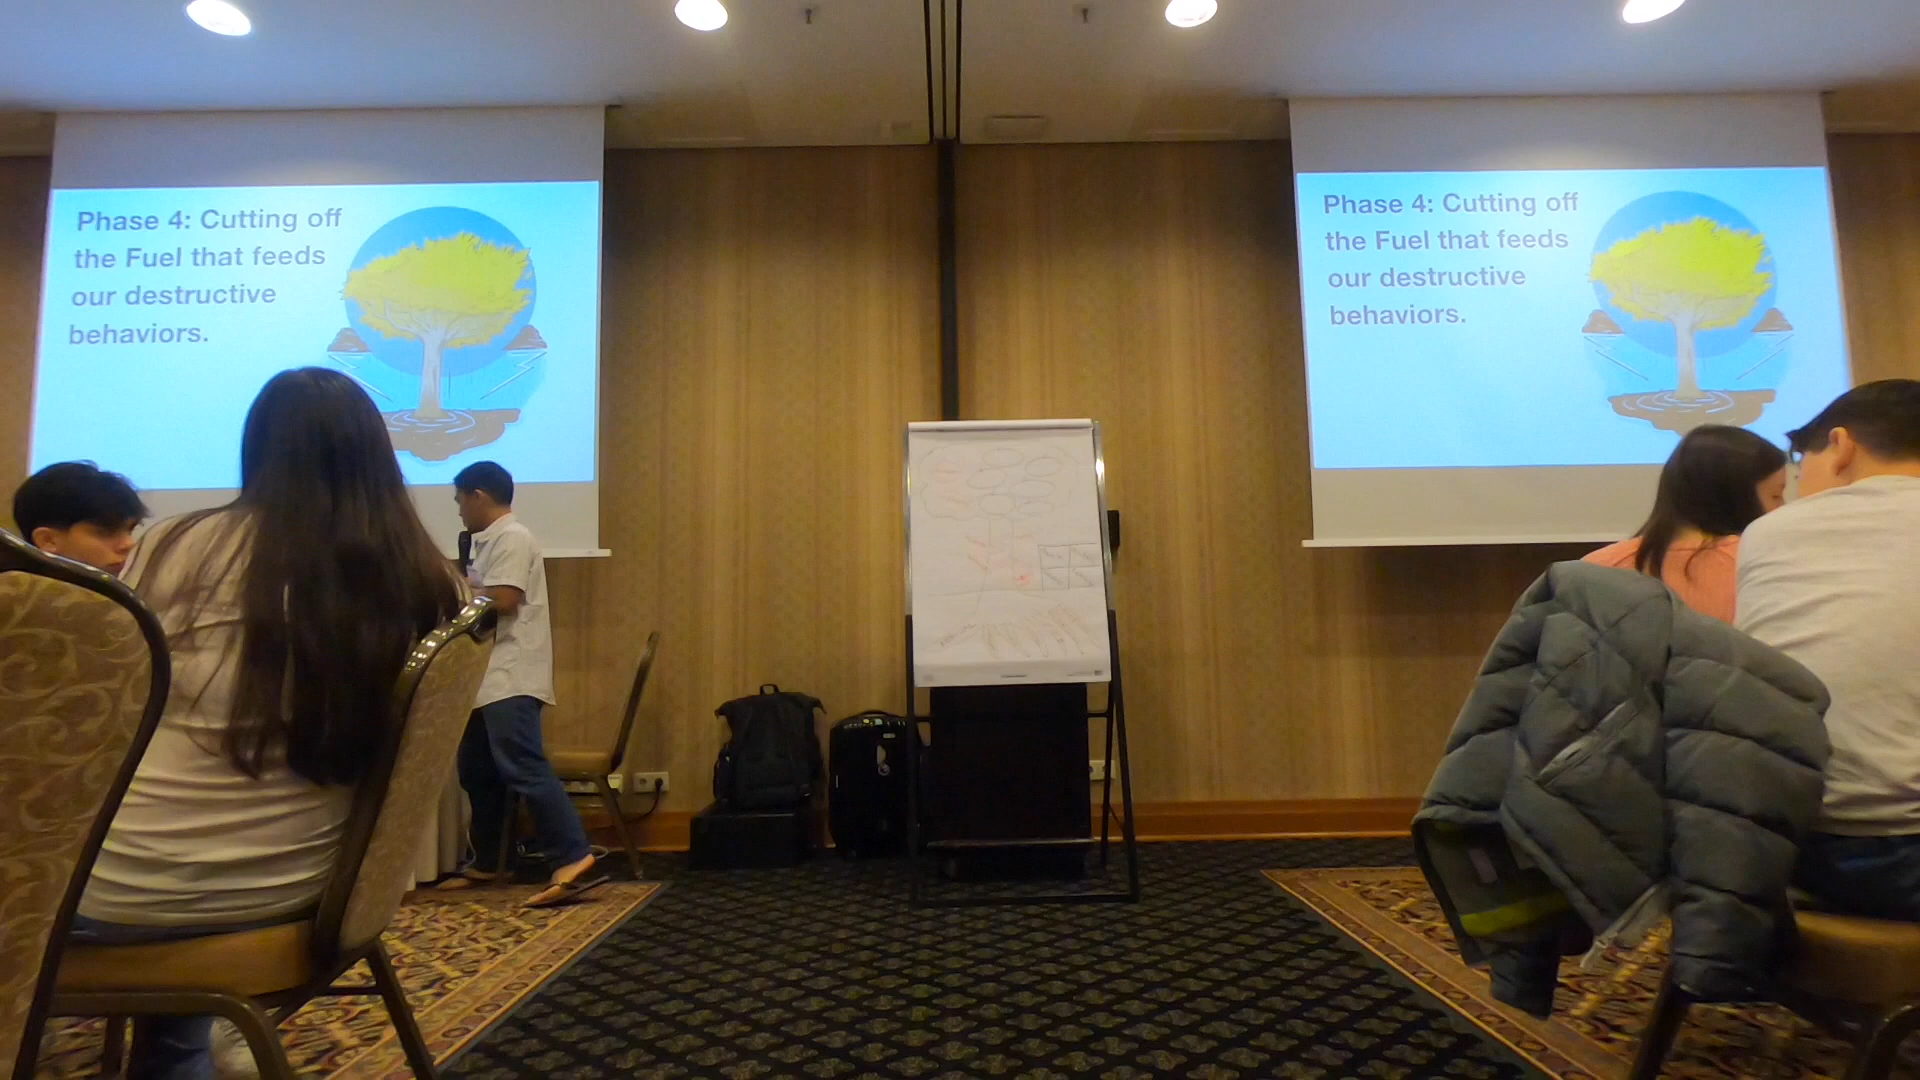 Phase 4: Cutting off
the Fuel that feeds
our destructive
behaviors.
Phase 4: Cutting off
the Fuel that feeds
our destructive
behaviors.